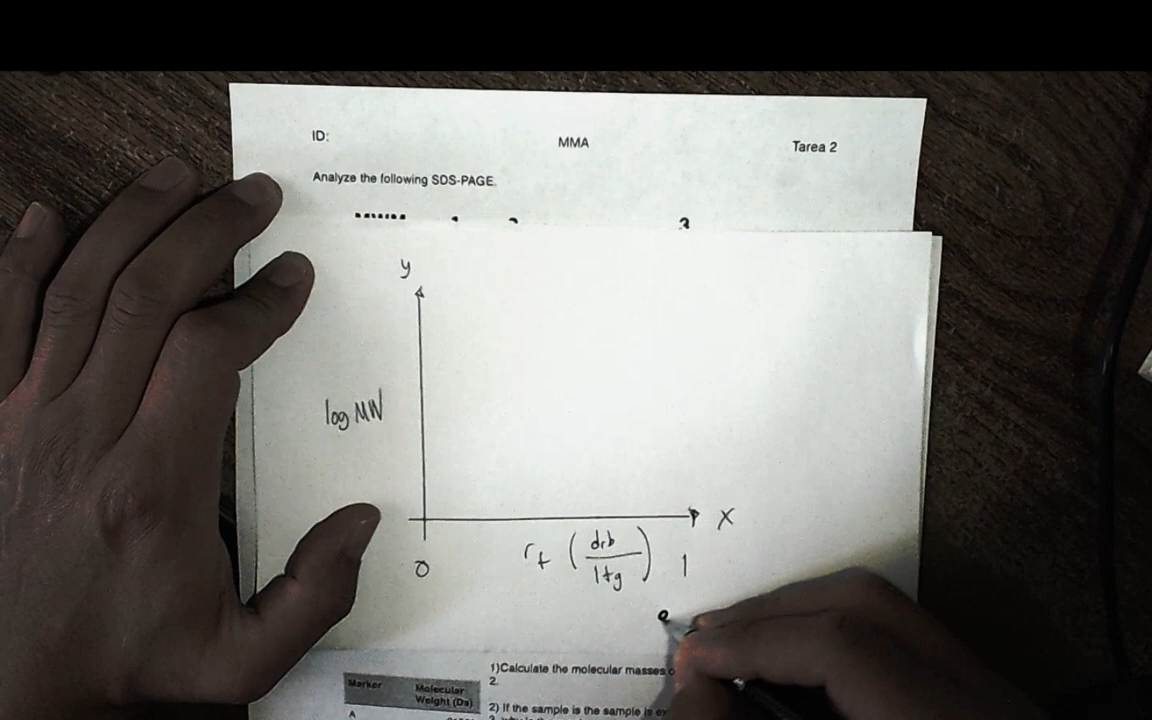 ID: MMA Tarea 2
Analyze the following SDS-PAGE.
3
y
log MW
x
0 rf (drb/ltg) 1
1)Calculate the molecular masses
2.
Marker Molecular
Weight (Da)
2) If the sample is the sample is
A